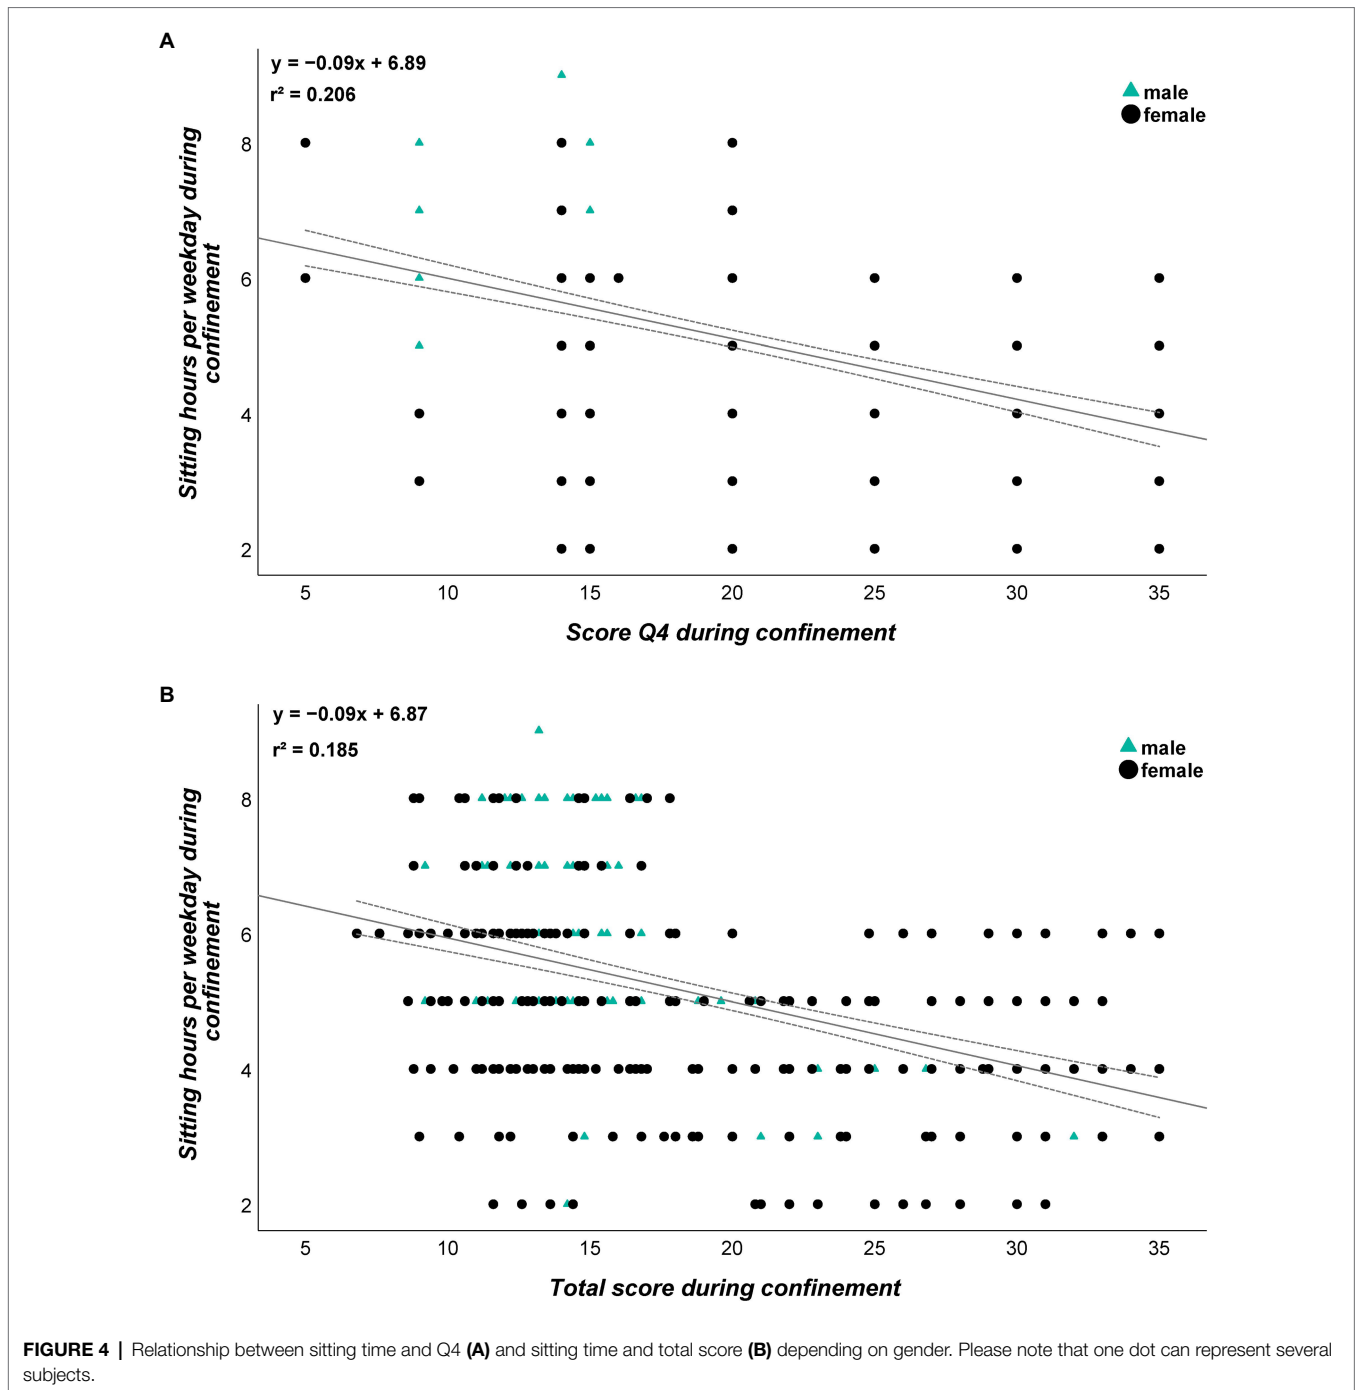 A
y = −0.09x + 6.89
r² = 0.206
male
female
8
6
4
2
Sitting hours per weekday during
confinement
5 10 15 20 25 30 35
Score Q4 during confinement
B
y = −0.09x + 6.87
r² = 0.185
male
female
8
6
4
2
Sitting hours per weekday during
confinement
5 10 15 20 25 30 35
Total score during confinement
FIGURE 4 | Relationship between sitting time and Q4 (A) and sitting time and total score (B) depending on gender. Please note that one dot can represent several
subjects.